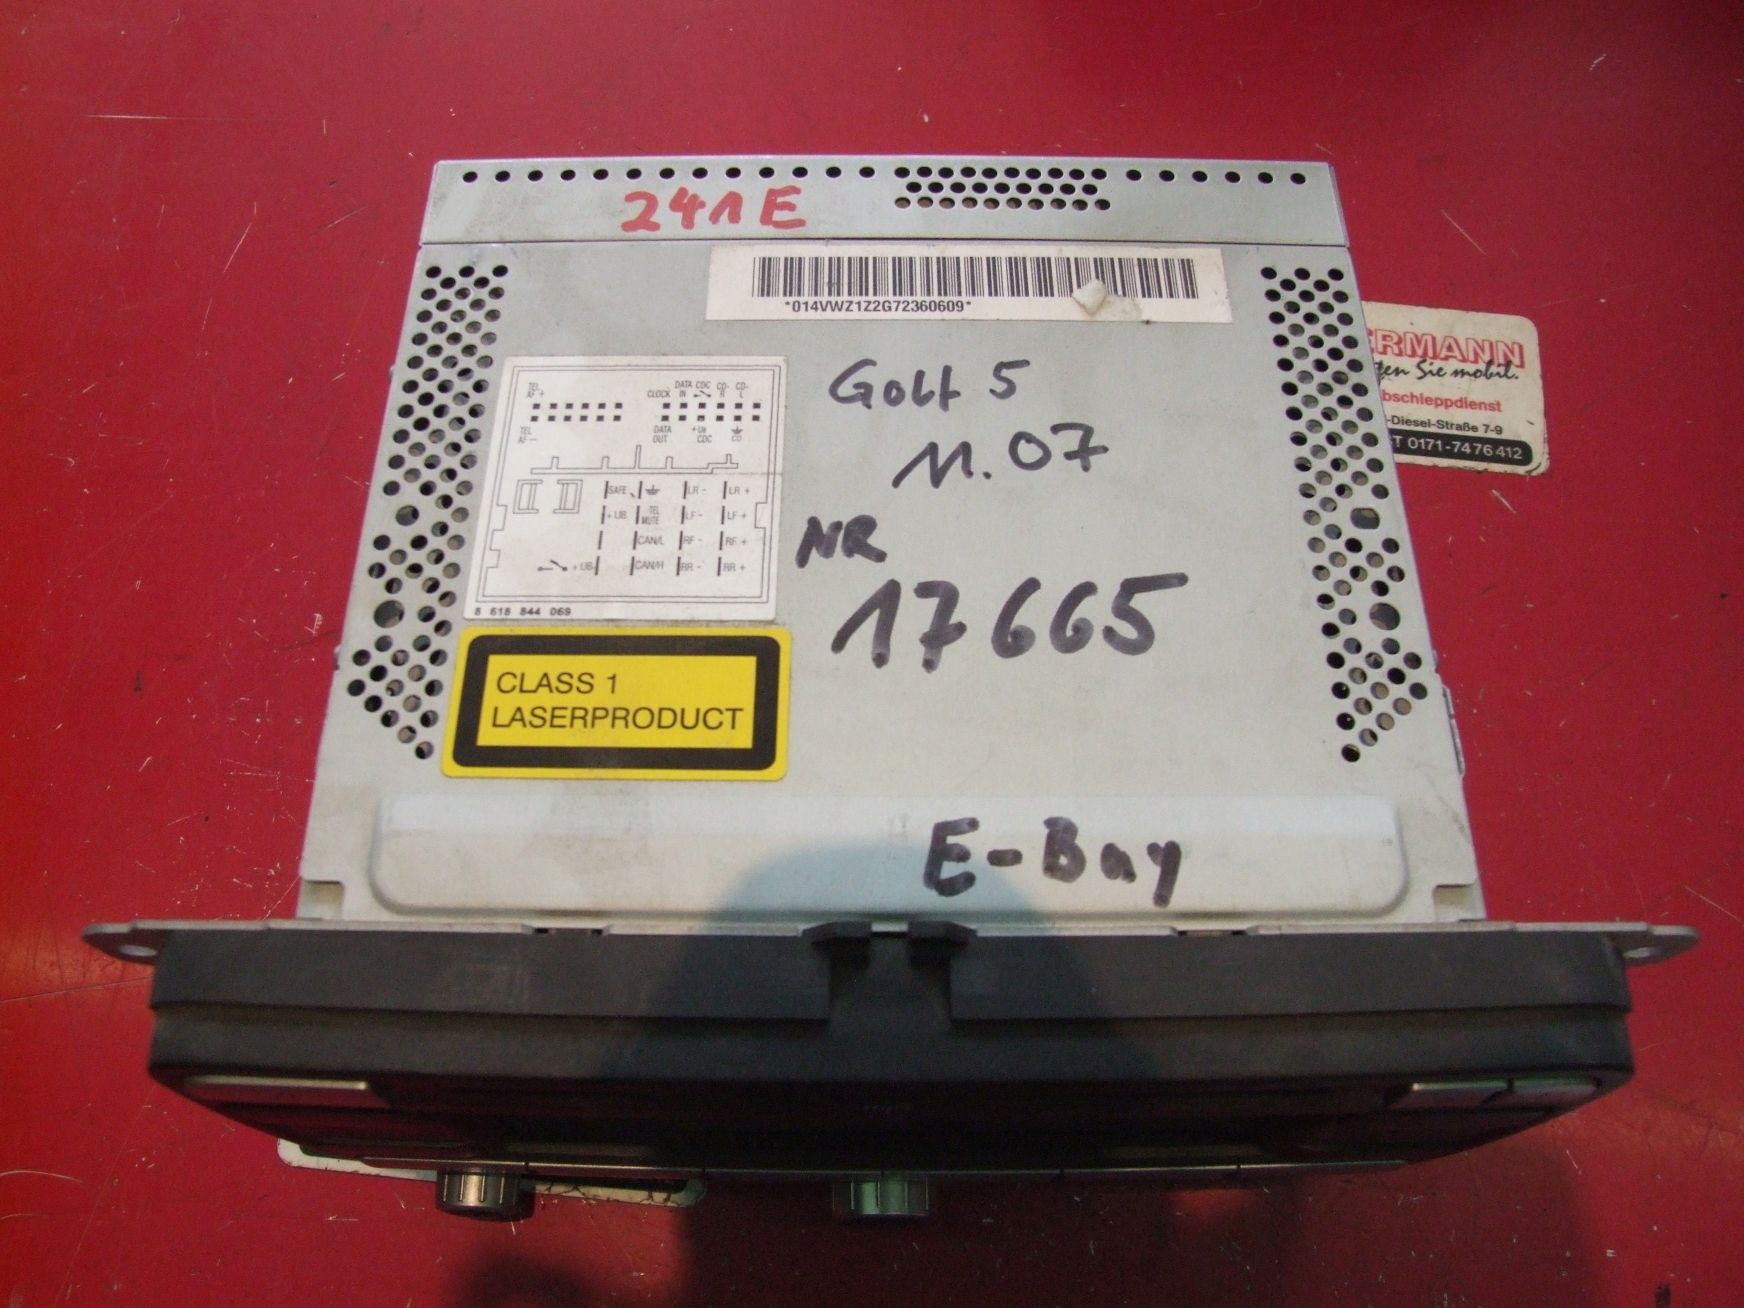 241E
*014VWZ1Z2G72360609*
ERMANN
gen Sie mobil.
bschleppdienst
-Diesel-Straße 7-9
T 0171-7476412
TEL AF + CLOCK DATA IN CDC CD- R CD- L
TEL AF - DATA OUT +UB CDC CD
SAFE LR - LR +
+UB TEL MUTE LF - LF +
CAN/L RF - RF +
+UB CAN/H RR - RR +
8 618 844 069
Golf 5
11.07
NR
17665
CLASS 1
LASERPRODUCT
E-Bay